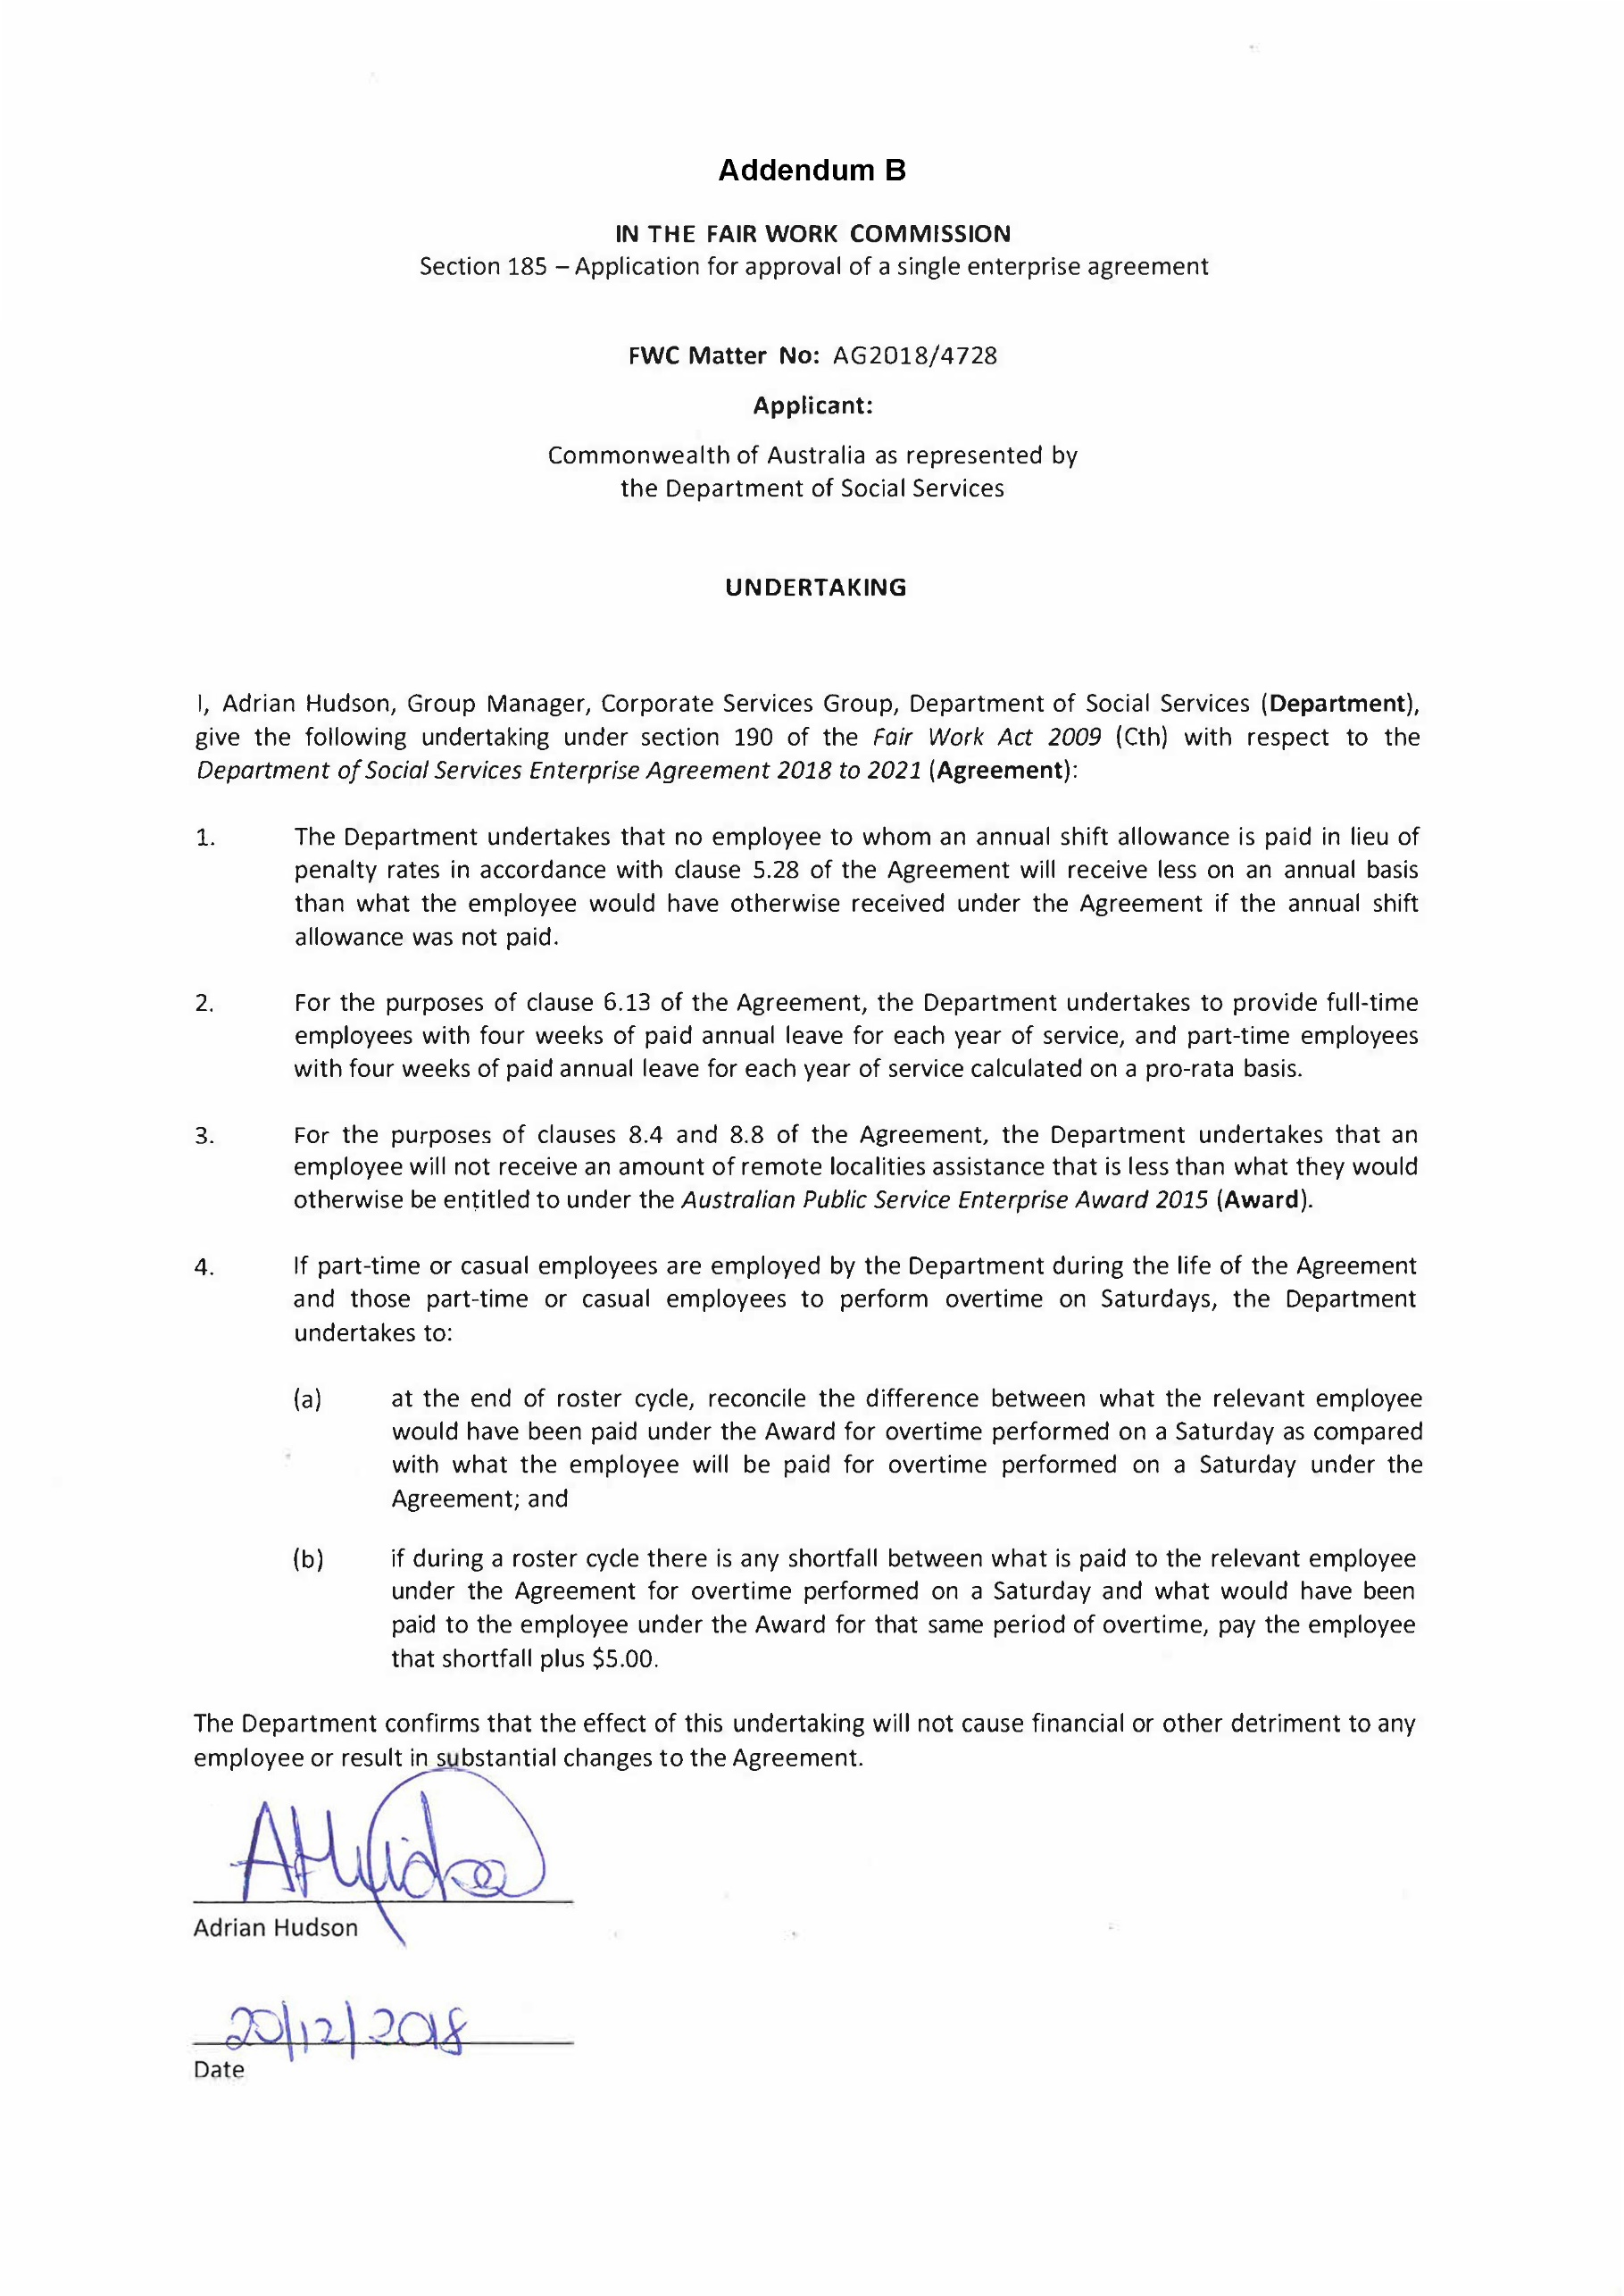 Addendum B
IN THE FAIR WORK COMMISSION
Section 185 – Application for approval of a single enterprise agreement
FWC Matter No: AG2018/4728
Applicant:
Commonwealth of Australia as represented by
the Department of Social Services
UNDERTAKING
I, Adrian Hudson, Group Manager, Corporate Services Group, Department of Social Services (Department),
give the following undertaking under section 190 of the Fair Work Act 2009 (Cth) with respect to the
Department of Social Services Enterprise Agreement 2018 to 2021 (Agreement):
1. The Department undertakes that no employee to whom an annual shift allowance is paid in lieu of
penalty rates in accordance with clause 5.28 of the Agreement will receive less on an annual basis
than what the employee would have otherwise received under the Agreement if the annual shift
allowance was not paid.
2. For the purposes of clause 6.13 of the Agreement, the Department undertakes to provide full-time
employees with four weeks of paid annual leave for each year of service, and part-time employees
with four weeks of paid annual leave for each year of service calculated on a pro-rata basis.
3. For the purposes of clauses 8.4 and 8.8 of the Agreement, the Department undertakes that an
employee will not receive an amount of remote localities assistance that is less than what they would
otherwise be entitled to under the Australian Public Service Enterprise Award 2015 (Award).
4. If part-time or casual employees are employed by the Department during the life of the Agreement
and those part-time or casual employees to perform overtime on Saturdays, the Department
undertakes to:
(a) at the end of roster cycle, reconcile the difference between what the relevant employee
would have been paid under the Award for overtime performed on a Saturday as compared
with what the employee will be paid for overtime performed on a Saturday under the
Agreement; and
(b) if during a roster cycle there is any shortfall between what is paid to the relevant employee
under the Agreement for overtime performed on a Saturday and what would have been
paid to the employee under the Award for that same period of overtime, pay the employee
that shortfall plus $5.00.
The Department confirms that the effect of this undertaking will not cause financial or other detriment to any
employee or result in substantial changes to the Agreement.
Adrian Hudson
20/12/2018
Date